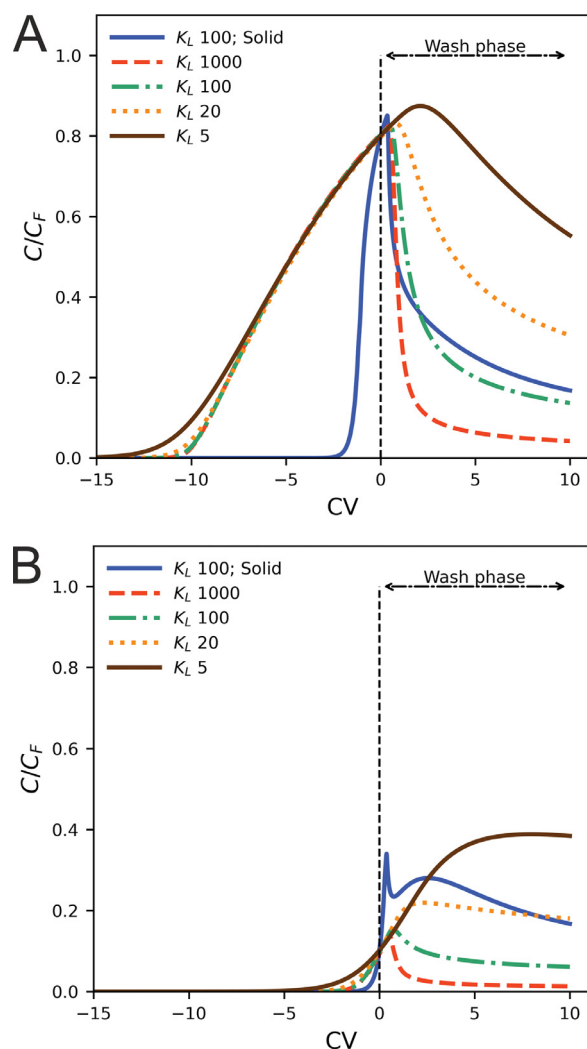 A
K_L 100; Solid
K_L 1000
K_L 100
K_L 20
K_L 5
Wash phase
C/C_F
1.0
0.8
0.6
0.4
0.2
0.0
−15
−10
−5
0
5
10
CV
B
K_L 100; Solid
K_L 1000
K_L 100
K_L 20
K_L 5
Wash phase
C/C_F
1.0
0.8
0.6
0.4
0.2
0.0
−15
−10
−5
0
5
10
CV